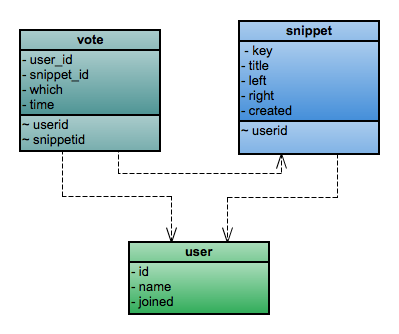 vote
- user_id
- snippet_id
- which
- time
~ userid
~ snippetid
snippet
- key
- title
- left
- right
- created
~ userid
user
- id
- name
- joined